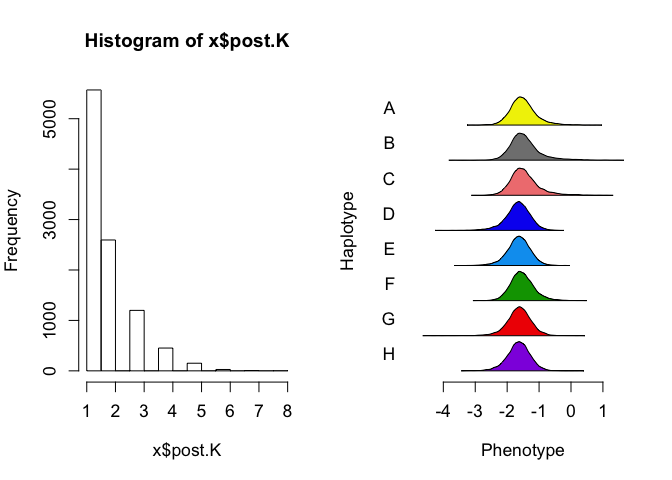 Histogram of x$post.K
Frequency
0
1000
3000
5000
1 2 3 4 5 6 7 8
x$post.K
Haplotype
A
B
C
D
E
F
G
H
-4 -3 -2 -1 0 1
Phenotype